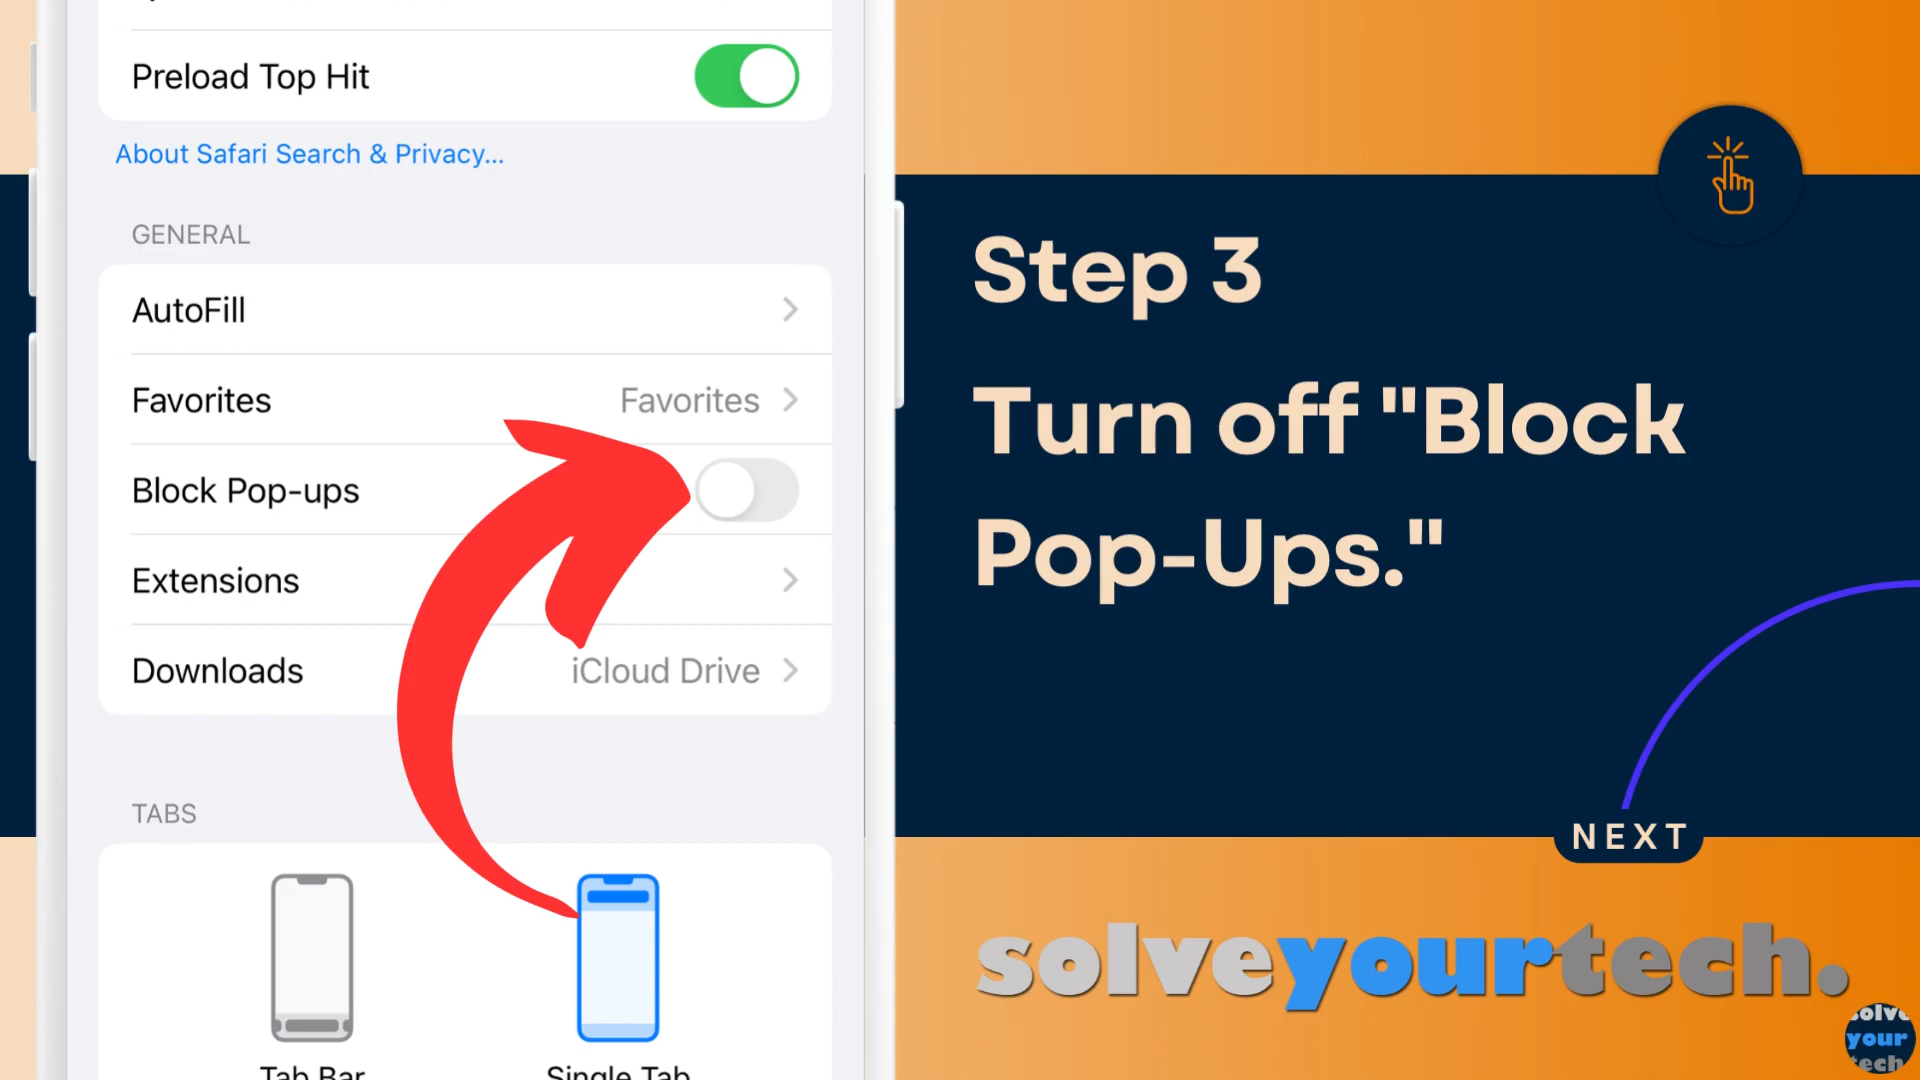 Preload Top Hit
About Safari Search & Privacy...
GENERAL
AutoFill
Favorites Favorites
Block Pop-ups
Extensions
Downloads iCloud Drive
TABS
Tab Bar
Single Tab
Step 3
Turn off "Block
Pop-Ups."
NEXT
solveyourtech.
solve
your
tech